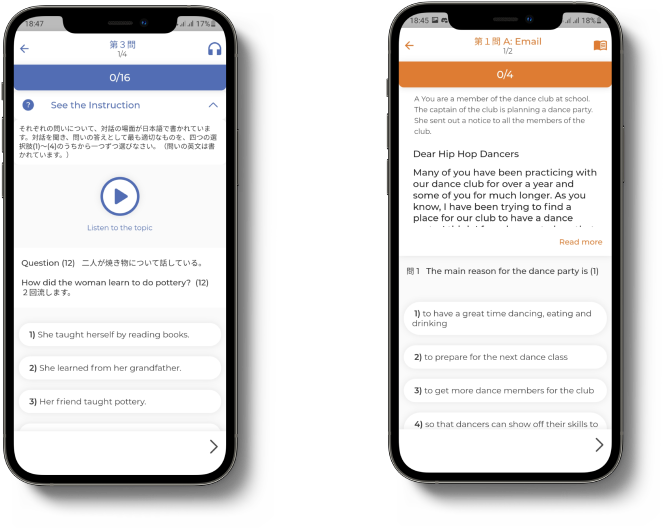 18:47
17%
第3問
1/4
0/16
? See the Instruction
それぞれの問いについて、対話の場面が日本語で書かれていま
す。対話を聞き、問いの答えとして最も適切なものを、四つの選
択肢(1)~(4)のうちから一つずつ選びなさい。（問いの英文は書
かれています。）
Listen to the topic
Question (12) 二人が焼き物について話している。
How did the woman learn to do pottery? (12)
２回流します。
1) She taught herself by reading books.
2) She learned from her grandfather.
3) Her friend taught pottery.
18:45
18%
第1問 A: Email
1/2
0/4
A You are a member of the dance club at school.
The captain of the club is planning a dance party.
She sent out a notice to all the members of the
club.
Dear Hip Hop Dancers
Many of you have been practicing with
our dance club for over a year and
some of you for much longer. As you
know, I have been trying to find a
place for our club to have a dance
Read more
問1 The main reason for the dance party is (1)
1) to have a great time dancing, eating and
drinking
2) to prepare for the next dance class
3) to get more dance members for the club
4) so that dancers can show off their skills to